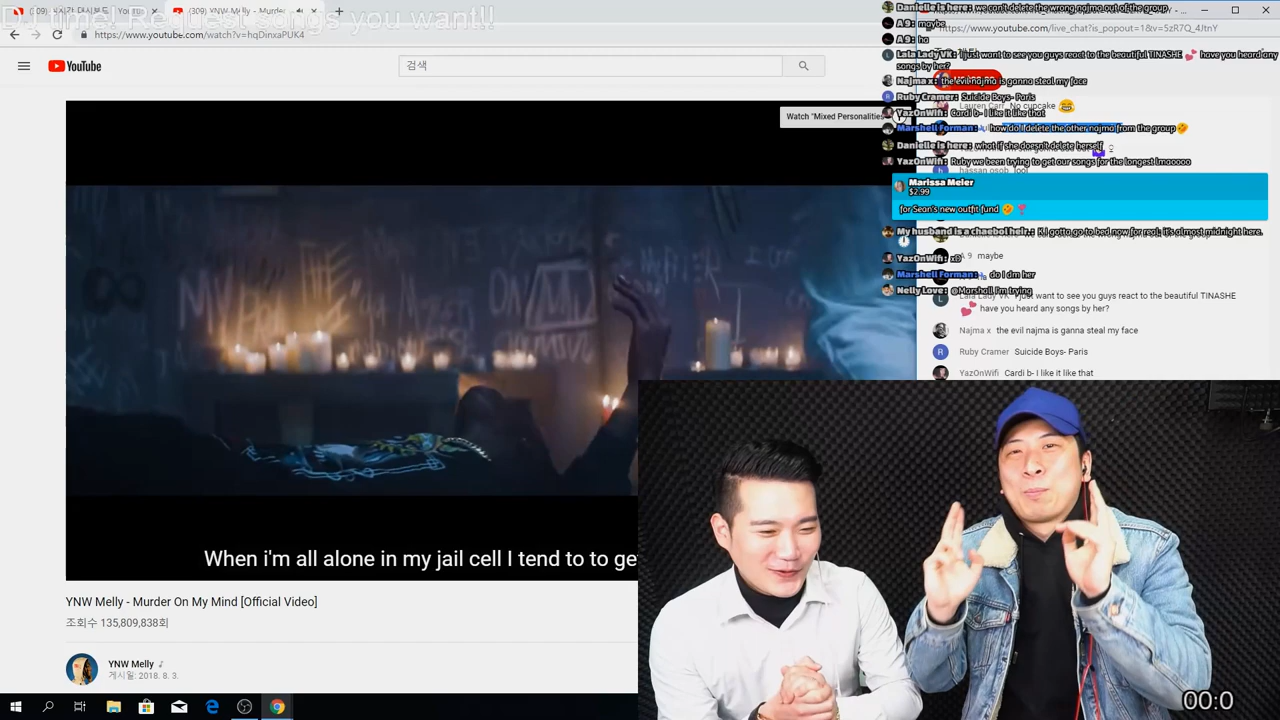 DJ time! Request songs you want!!
(309) YNW Melly - Murder
https://www.youtube.com/watch?v=hqDinxaPUK4
YouTube
검색
Watch "Mixed Personalities
When i'm all alone in my jail cell I tend to to ge
YNW Melly - Murder On My Mind [Official Video]
조회수 135,809,838회
YNW Melly
게시일: 2018. 8. 3.
youtube.com/live_chat?is_popout=1&v=5zR7Q_4JtnY
Danielle is here: we can't delete the wrong najma out of the group
A 9: maybe
A 9: ha
Lala Lady VK: I just want to see you guys react to the beautiful TINASHE 💕 have you heard any
songs by her?
Najma x: the evil najma is ganna steal my face
Ruby Cramer: Suicide Boys- Paris
Lauren Carr No cupcake 😂
YazOnWifi: Cardi b- I like it like that
Marshell Forman: how do I delete the other najma from the group
Danielle is here: what if she doesn't delete herself
YazOnWifi: Ruby we been trying to get our songs for the longest lmaoooo
hassan osob lool
Marissa Meier
$2.99
for Sean's new outfit fund
My husband is a chaebol heir.: K i gotta go to bed now for real, it's almost midnight here.
A 9 maybe
YazOnWifi: xD
Marshell Forman: do I dm her
Nelly Love: @Marshall I'm trying
Lala Lady VK I just want to see you guys react to the beautiful TINASHE
💕 have you heard any songs by her?
Najma x the evil najma is ganna steal my face
Ruby Cramer Suicide Boys- Paris
YazOnWifi Cardi b- I like it like that
00:0